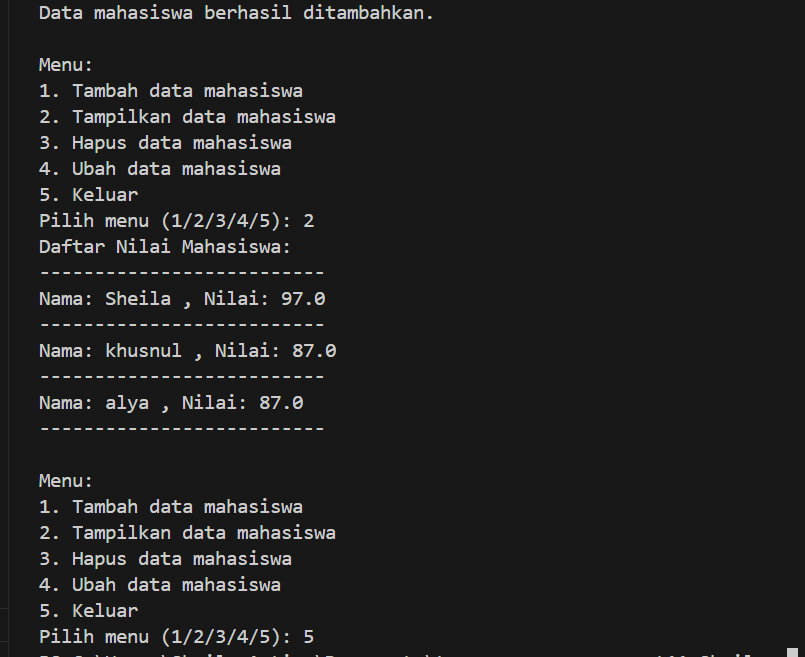 Data mahasiswa berhasil ditambahkan.
Menu:
1. Tambah data mahasiswa
2. Tampilkan data mahasiswa
3. Hapus data mahasiswa
4. Ubah data mahasiswa
5. Keluar
Pilih menu (1/2/3/4/5): 2
Daftar Nilai Mahasiswa:
--------------------------
Nama: Sheila , Nilai: 97.0
--------------------------
Nama: khusnul , Nilai: 87.0
--------------------------
Nama: alya , Nilai: 87.0
--------------------------
Menu:
1. Tambah data mahasiswa
2. Tampilkan data mahasiswa
3. Hapus data mahasiswa
4. Ubah data mahasiswa
5. Keluar
Pilih menu (1/2/3/4/5): 5